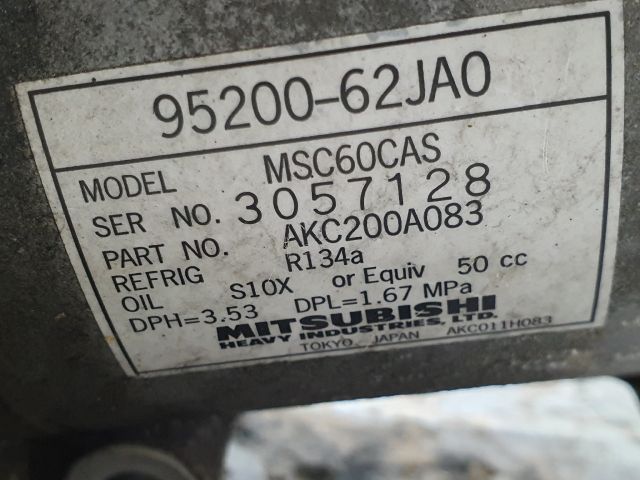 95200-62JA0
MODEL MSC60CAS
SER NO. 3057128
PART NO. AKC200A083
REFRIG R134a
OIL S10X or Equiv 50 cc
DPH=3.53 DPL=1.67 MPa
MITSUBISHI
HEAVY INDUSTRIES, LTD.
TOKYO JAPAN AKC011H083